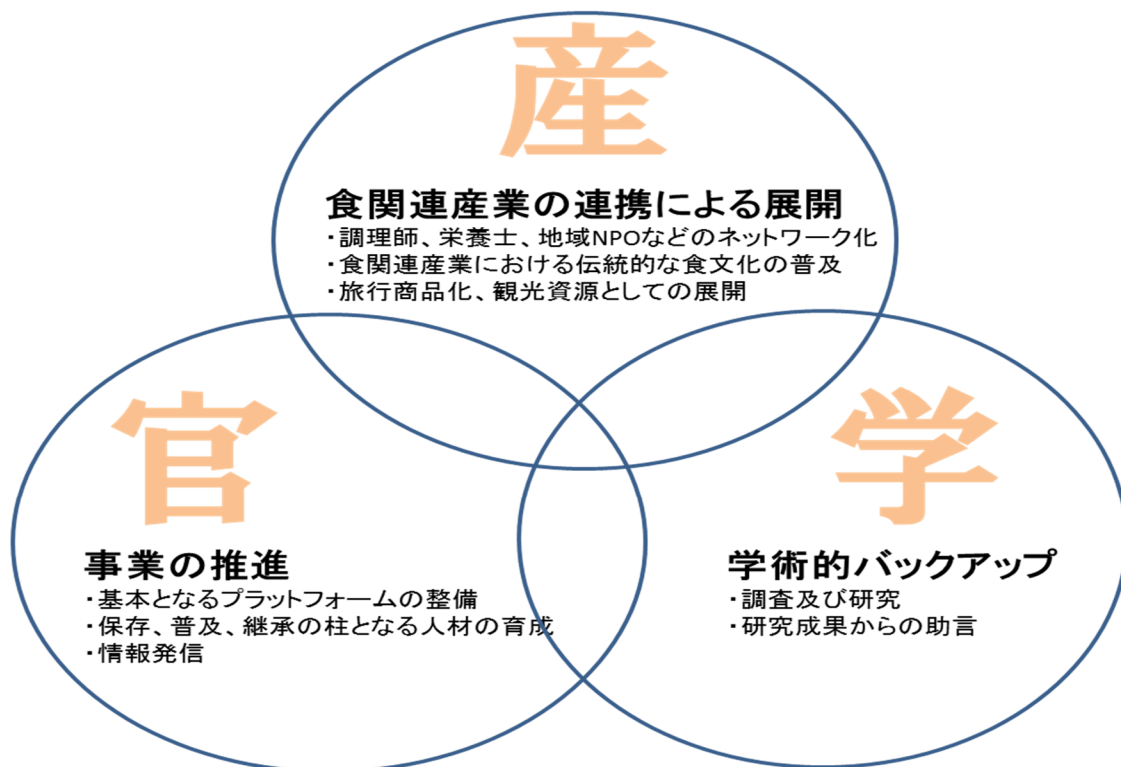 産
食関連産業の連携による展開
・調理師、栄養士、地域NPOなどのネットワーク化
・食関連産業における伝統的な食文化の普及
・旅行商品化、観光資源としての展開
官
事業の推進
・基本となるプラットフォームの整備
・保存、普及、継承の柱となる人材の育成
・情報発信
学
学術的バックアップ
・調査及び研究
・研究成果からの助言